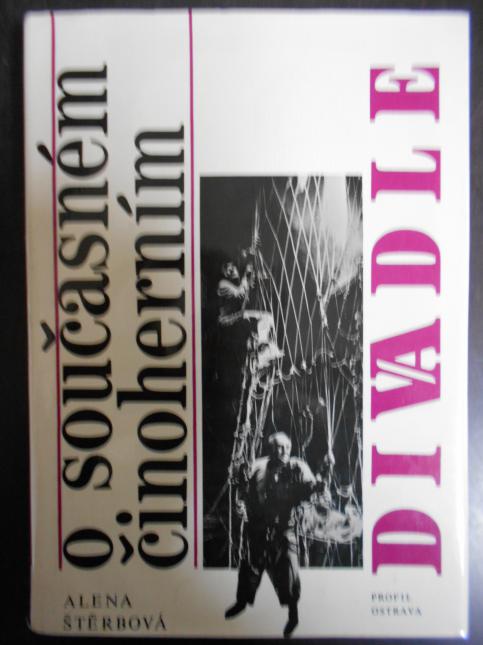 o současném
činoherním
DIVADLE
ALENA
ŠTĚRBOVÁ
PROFIL
OSTRAVA